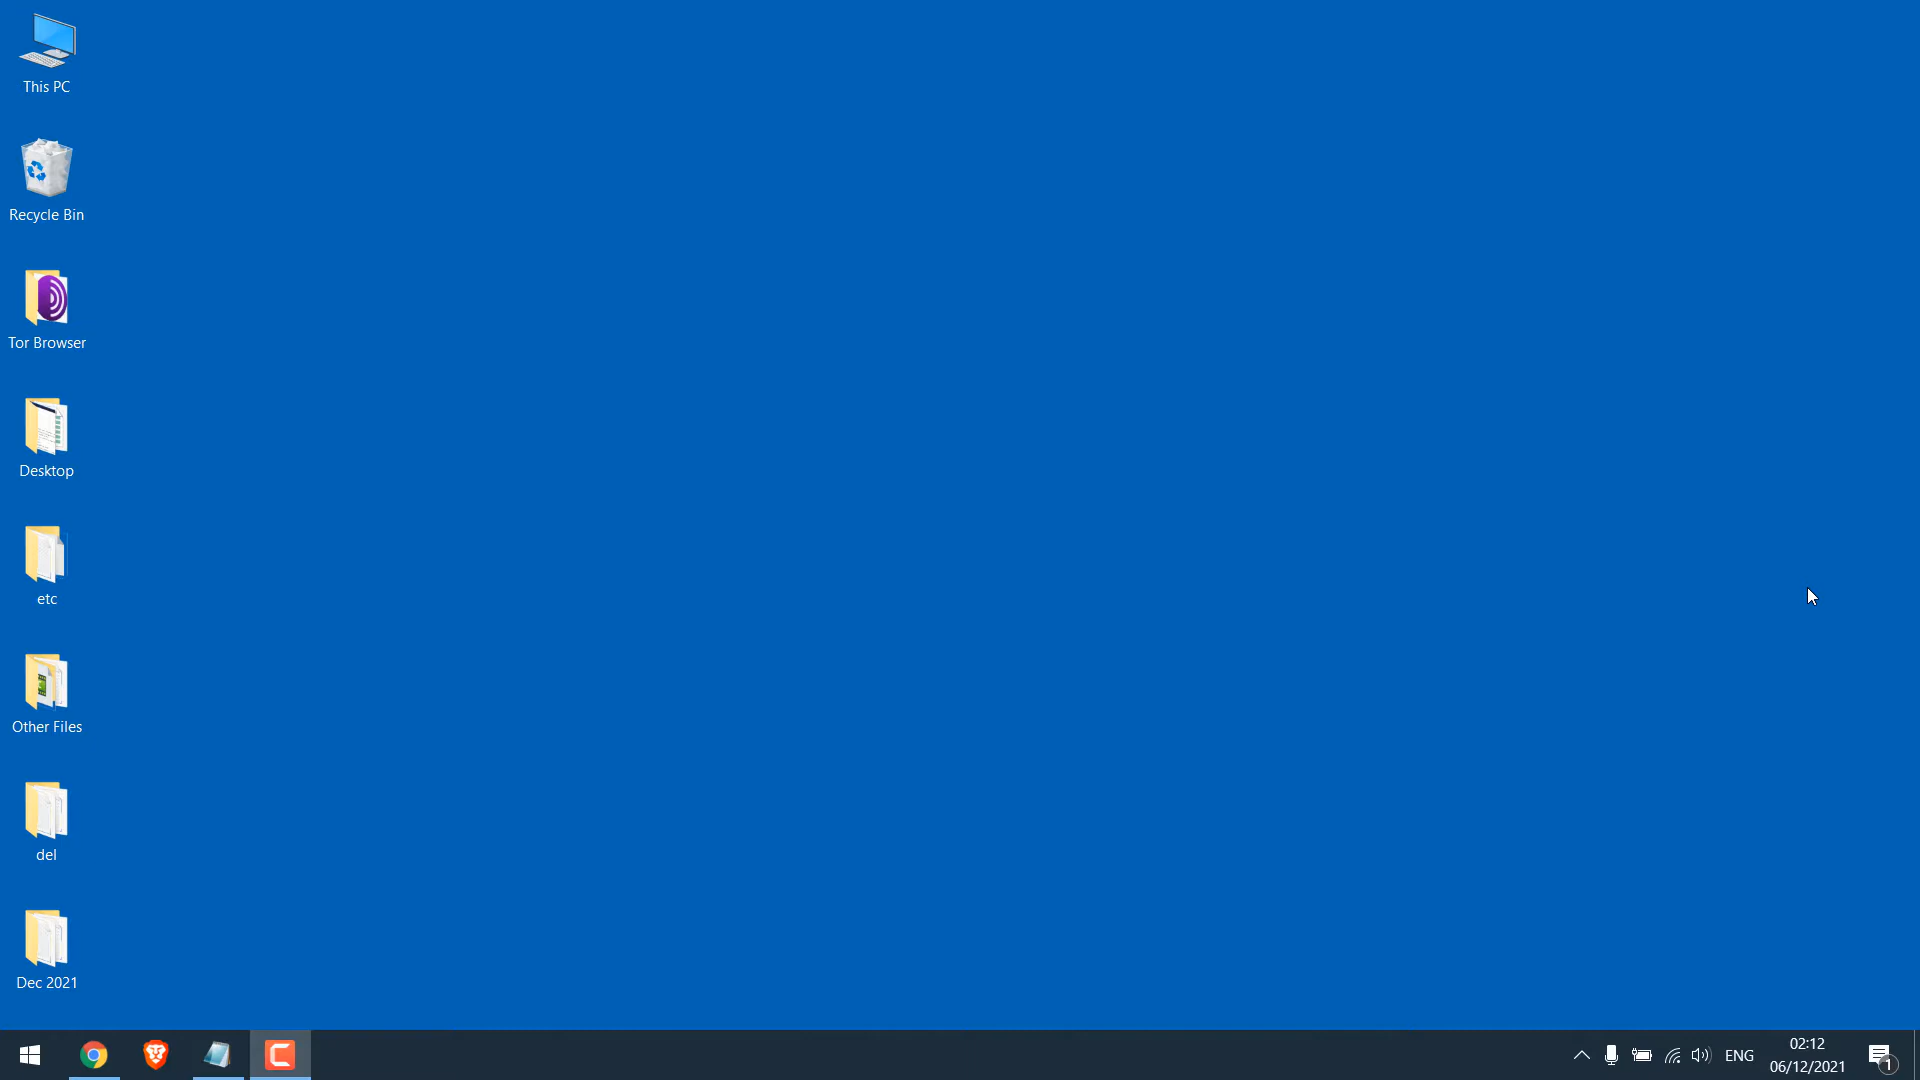 This PC
Recycle Bin
Tor Browser
Desktop
etc
Other Files
del
Dec 2021
ENG
02:12
06/12/2021
1